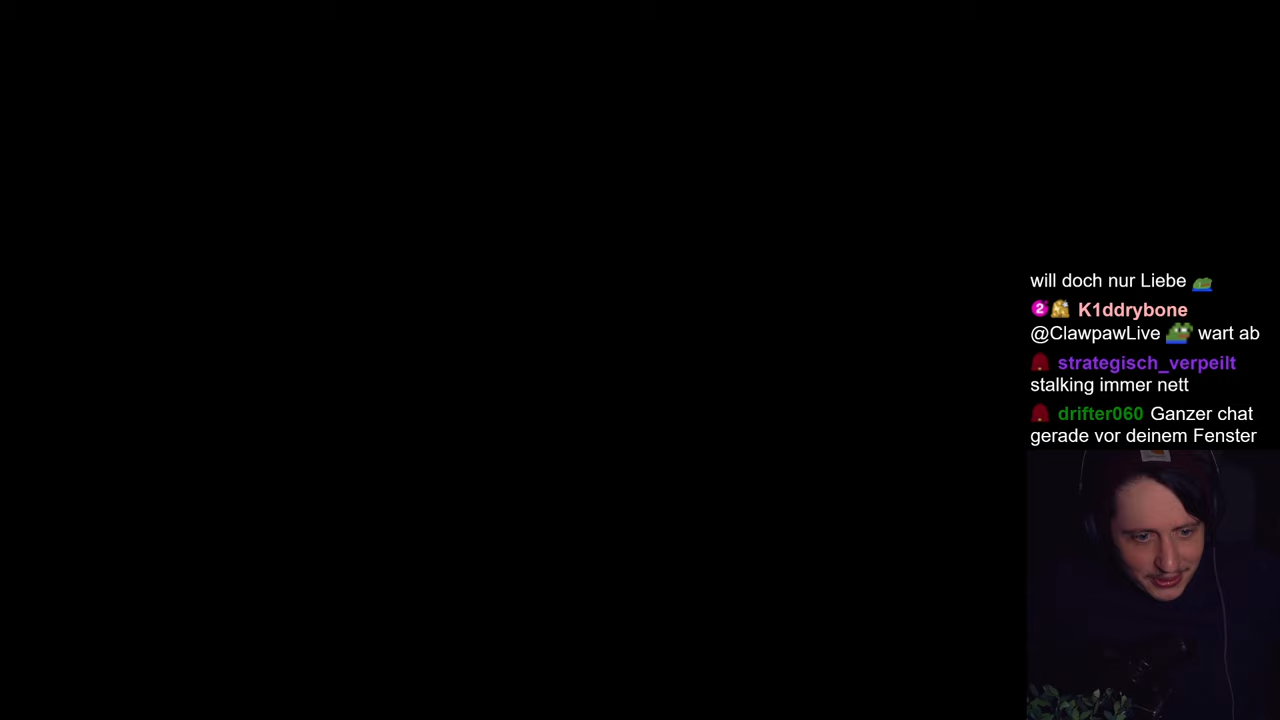 will doch nur Liebe
2 K1ddrybone
@ClawpawLive wart ab
strategisch_verpeilt
stalking immer nett
drifter060 Ganzer chat
gerade vor deinem Fenster